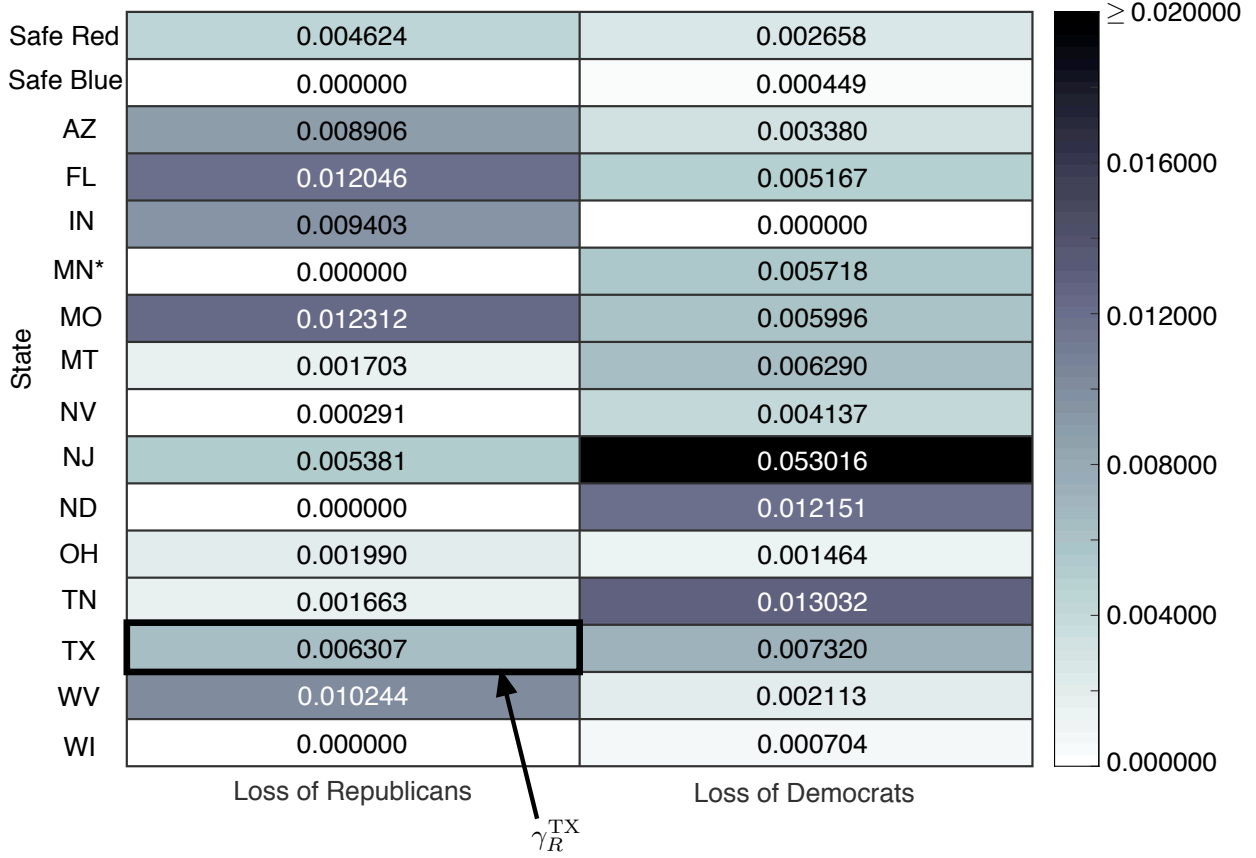 ≥ 0.020000
Safe Red 0.004624 0.002658
Safe Blue 0.000000 0.000449
AZ 0.008906 0.003380
0.016000
FL 0.012046 0.005167
IN 0.009403 0.000000
MN* 0.000000 0.005718
MO 0.012312 0.005996
0.012000
State
MT 0.001703 0.006290
NV 0.000291 0.004137
NJ 0.005381 0.053016
0.008000
ND 0.000000 0.012151
OH 0.001990 0.001464
TN 0.001663 0.013032
0.004000
TX 0.006307 0.007320
WV 0.010244 0.002113
WI 0.000000 0.000704
0.000000
Loss of Republicans Loss of Democrats
γ_R^TX